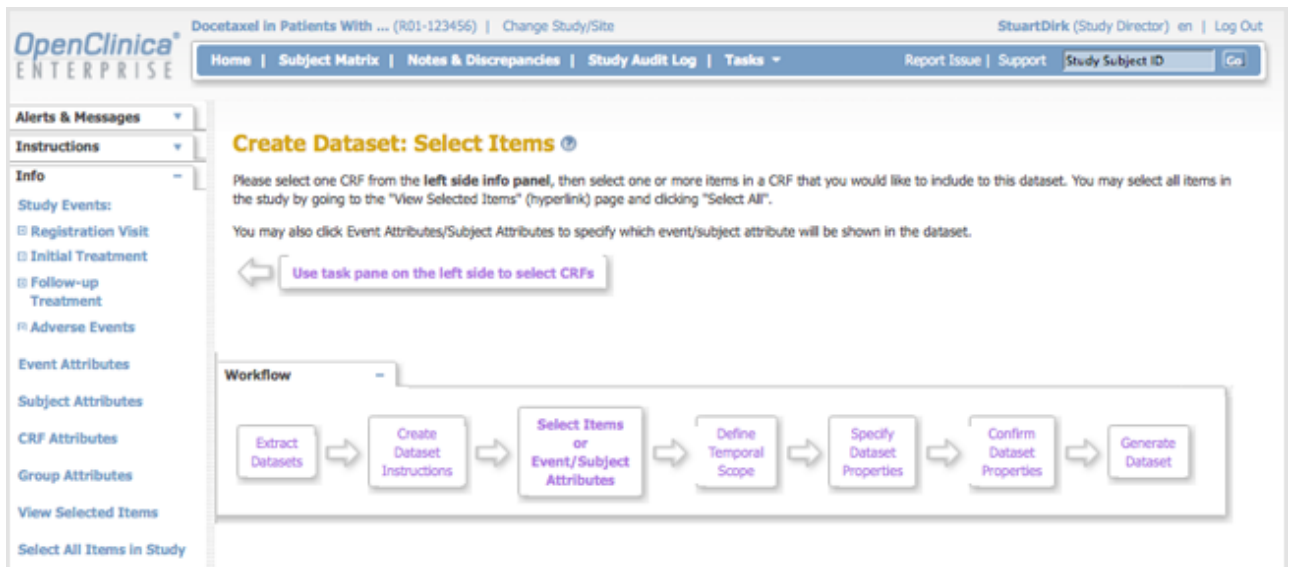 Docetaxel in Patients With ... (R01-123456) | Change Study/Site
StuartDirk (Study Director) en | Log Out
OpenClinica®
ENTERPRISE
Home | Subject Matrix | Notes & Discrepancies | Study Audit Log | Tasks
Report Issue | Support Study Subject ID Go
Alerts & Messages
Instructions
Info
Study Events:
Registration Visit
Initial Treatment
Follow-up
Treatment
Adverse Events
Event Attributes
Subject Attributes
CRF Attributes
Group Attributes
View Selected Items
Select All Items in Study
Create Dataset: Select Items ?
Please select one CRF from the left side info panel, then select one or more items in a CRF that you would like to include to this dataset. You may select all items in
the study by going to the "View Selected Items" (hyperlink) page and clicking "Select All".
You may also click Event Attributes/Subject Attributes to specify which event/subject attribute will be shown in the dataset.
Use task pane on the left side to select CRFs
Workflow
Extract
Datasets
Create
Dataset
Instructions
Select Items
or
Event/Subject
Attributes
Define
Temporal
Scope
Specify
Dataset
Properties
Confirm
Dataset
Properties
Generate
Dataset